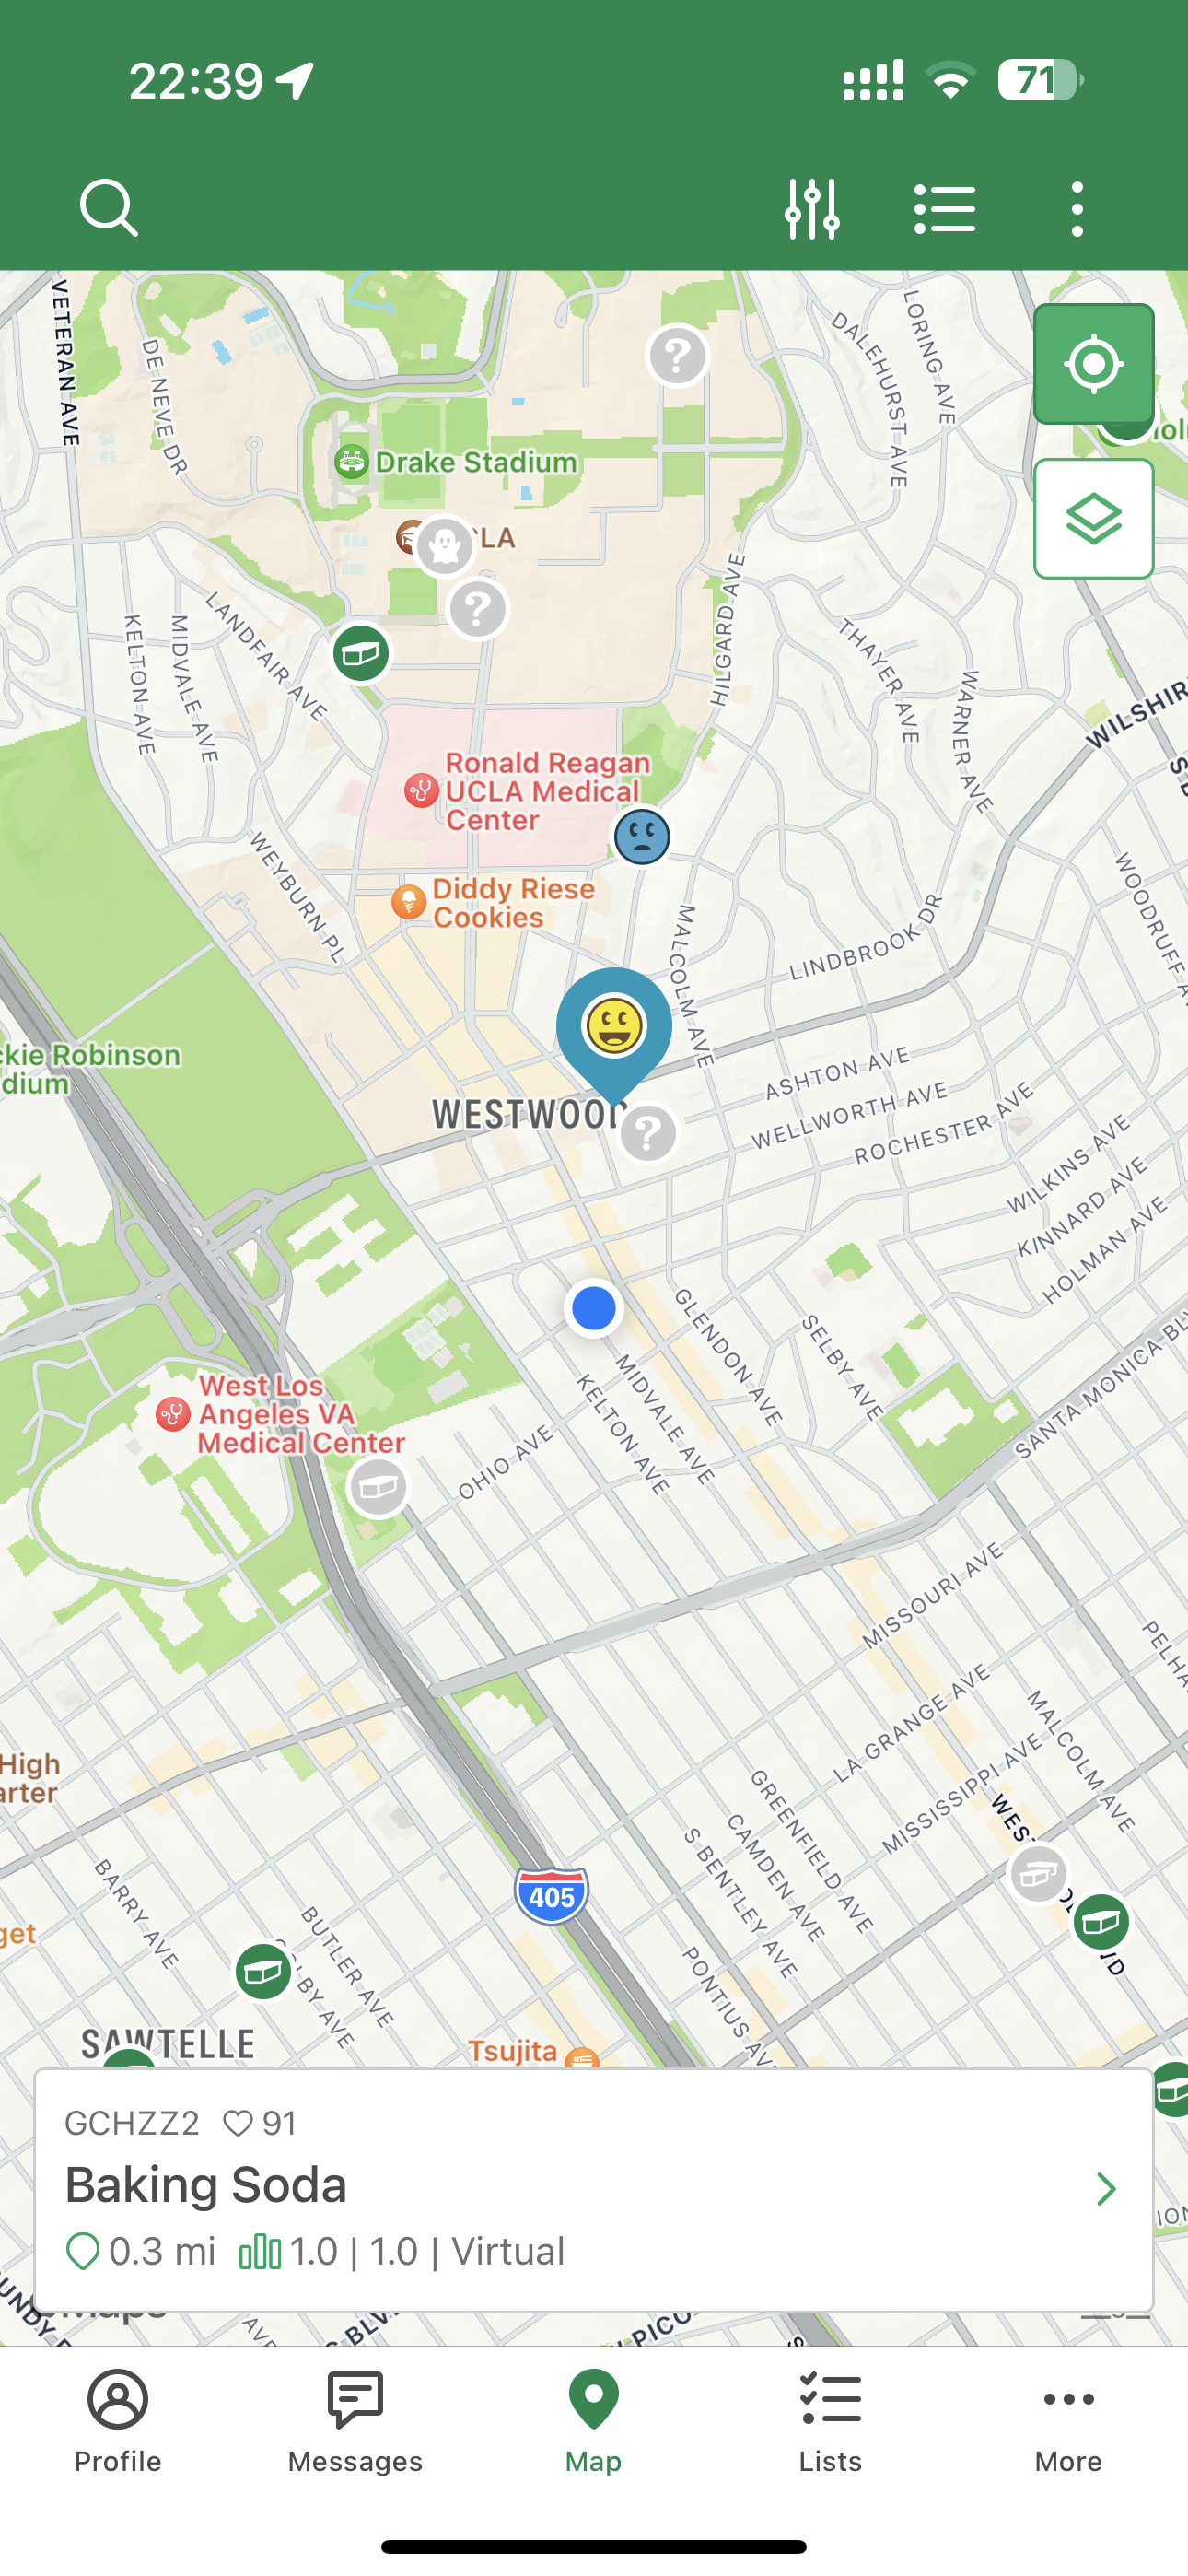 22:39
71
VETERAN AVE
DE NEVE DR
LORING AVE
DALEHURST AVE
Drake Stadium
KELTON AVE
MIDVALE AVE
LANDFAIR AVE
HILGARD AVE
THAYER AVE
WARNER AVE
WILSHIR
Ronald Reagan
UCLA Medical
Center
WEYBURN PL
Diddy Riese
Cookies
MALCOLM AVE
LINDBROOK DR
WOODRUFF A
ckie Robinson
dium
ASHTON AVE
WELLWORTH AVE
ROCHESTER AVE
WESTWOOD
WILKINS AVE
KINNARD AVE
HOLMAN AVE
GLENDON AVE
SELBY AVE
SANTA MONICA BLV
West Los
Angeles VA
Medical Center
OHIO AVE
KELTON AVE
MIDVALE AVE
MISSOURI AVE
PELHA
LA GRANGE AVE
MALCOLM AVE
MISSISSIPPI AVE
High
arter
GREENFIELD AVE
CAMDEN AVE
S BENTLEY AVE
405
BARRY AVE
BUTLER AVE
get
PONTIUS AV
SAWTELLE
Tsujita
GCHZZ2 91
Baking Soda
0.3 mi 1.0 | 1.0 | Virtual
Profile
Messages
Map
Lists
More